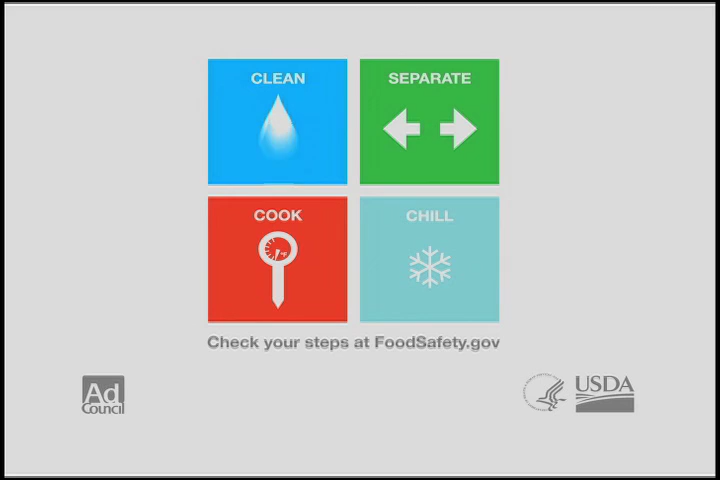 CLEAN
SEPARATE
COOK
°F
CHILL
Check your steps at FoodSafety.gov
Ad
Council
USDA